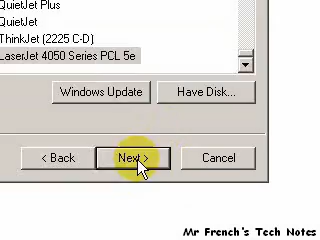 QuietJet Plus
QuietJet
ThinkJet (2225 C-D)
LaserJet 4050 Series PCL 5e
Windows Update
Have Disk...
< Back
Next >
Cancel
Mr French's Tech Notes